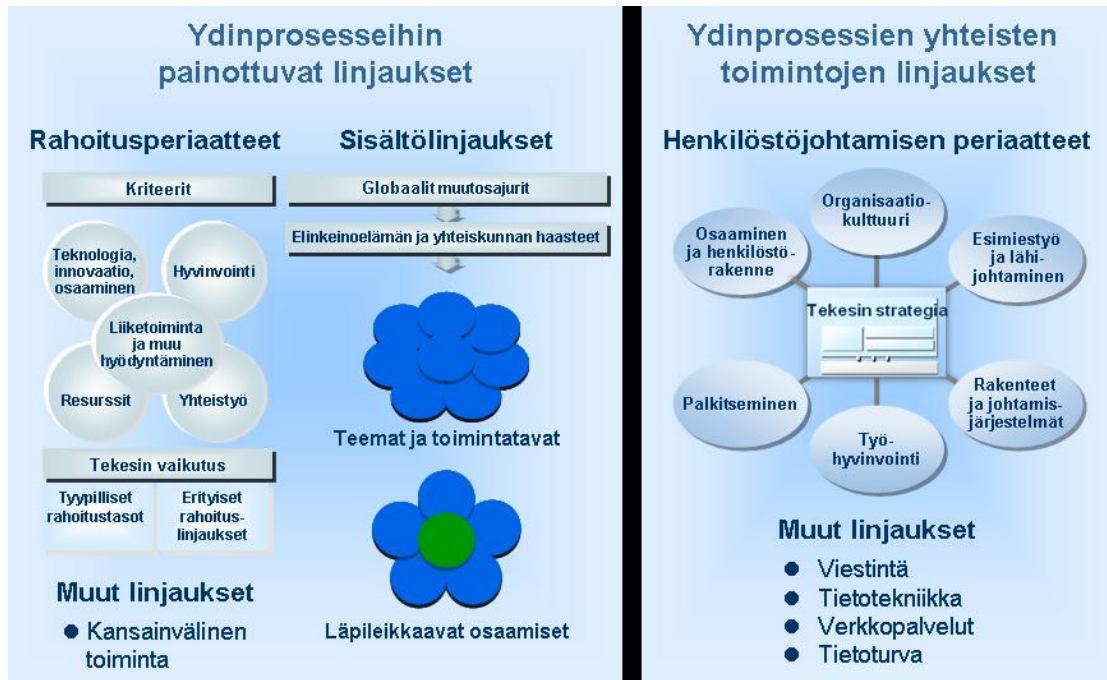 Ydinprosesseihin
painottuvat linjaukset
Rahoitusperiaatteet
Kriteerit
Teknologia,
innovaatio,
osaaminen
Hyvinvointi
Liiketoiminta
ja muu
hyödyntäminen
Resurssit
Yhteistyö
Tekesin vaikutus
Tyypilliset
rahoitustasot
Erityiset
rahoitus-
linjaukset
Muut linjaukset
● Kansainvälinen
toiminta
Sisältölinjaukset
Globaalit muutosajurit
Elinkeinoelämän ja yhteiskunnan haasteet
Teemat ja toimintatavat
Läpileikkaavat osaamiset
Ydinprosessien yhteisten
toimintojen linjaukset
Henkilöstöjohtamisen periaatteet
Organisaatio-
kulttuuri
Osaaminen
ja henkilöstö-
rakenne
Esimiestyö
ja lähi-
johtaminen
Tekesin strategia
Palkitseminen
Rakenteet
ja johtamis-
järjestelmät
Työ-
hyvinvointi
Muut linjaukset
● Viestintä
● Tietotekniikka
● Verkkopalvelut
● Tietoturva